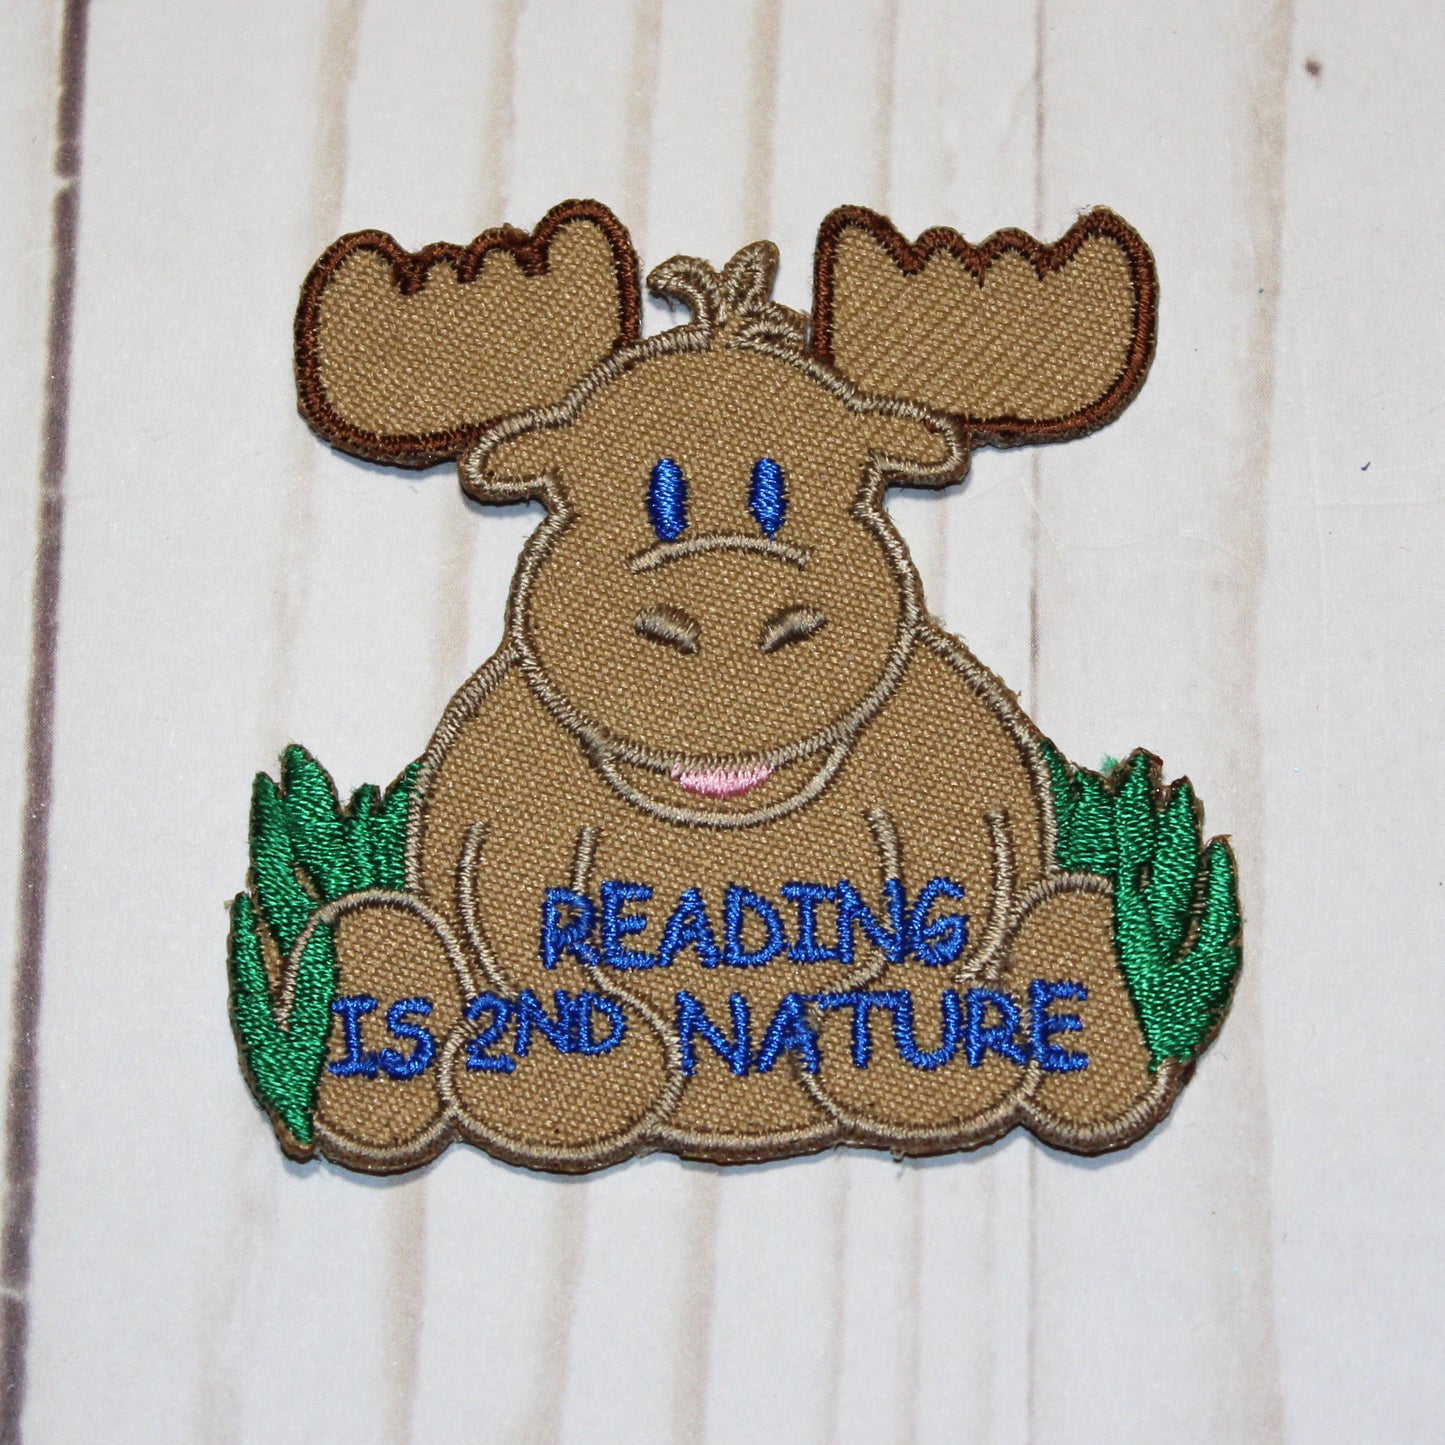 READING
IS 2ND NATURE